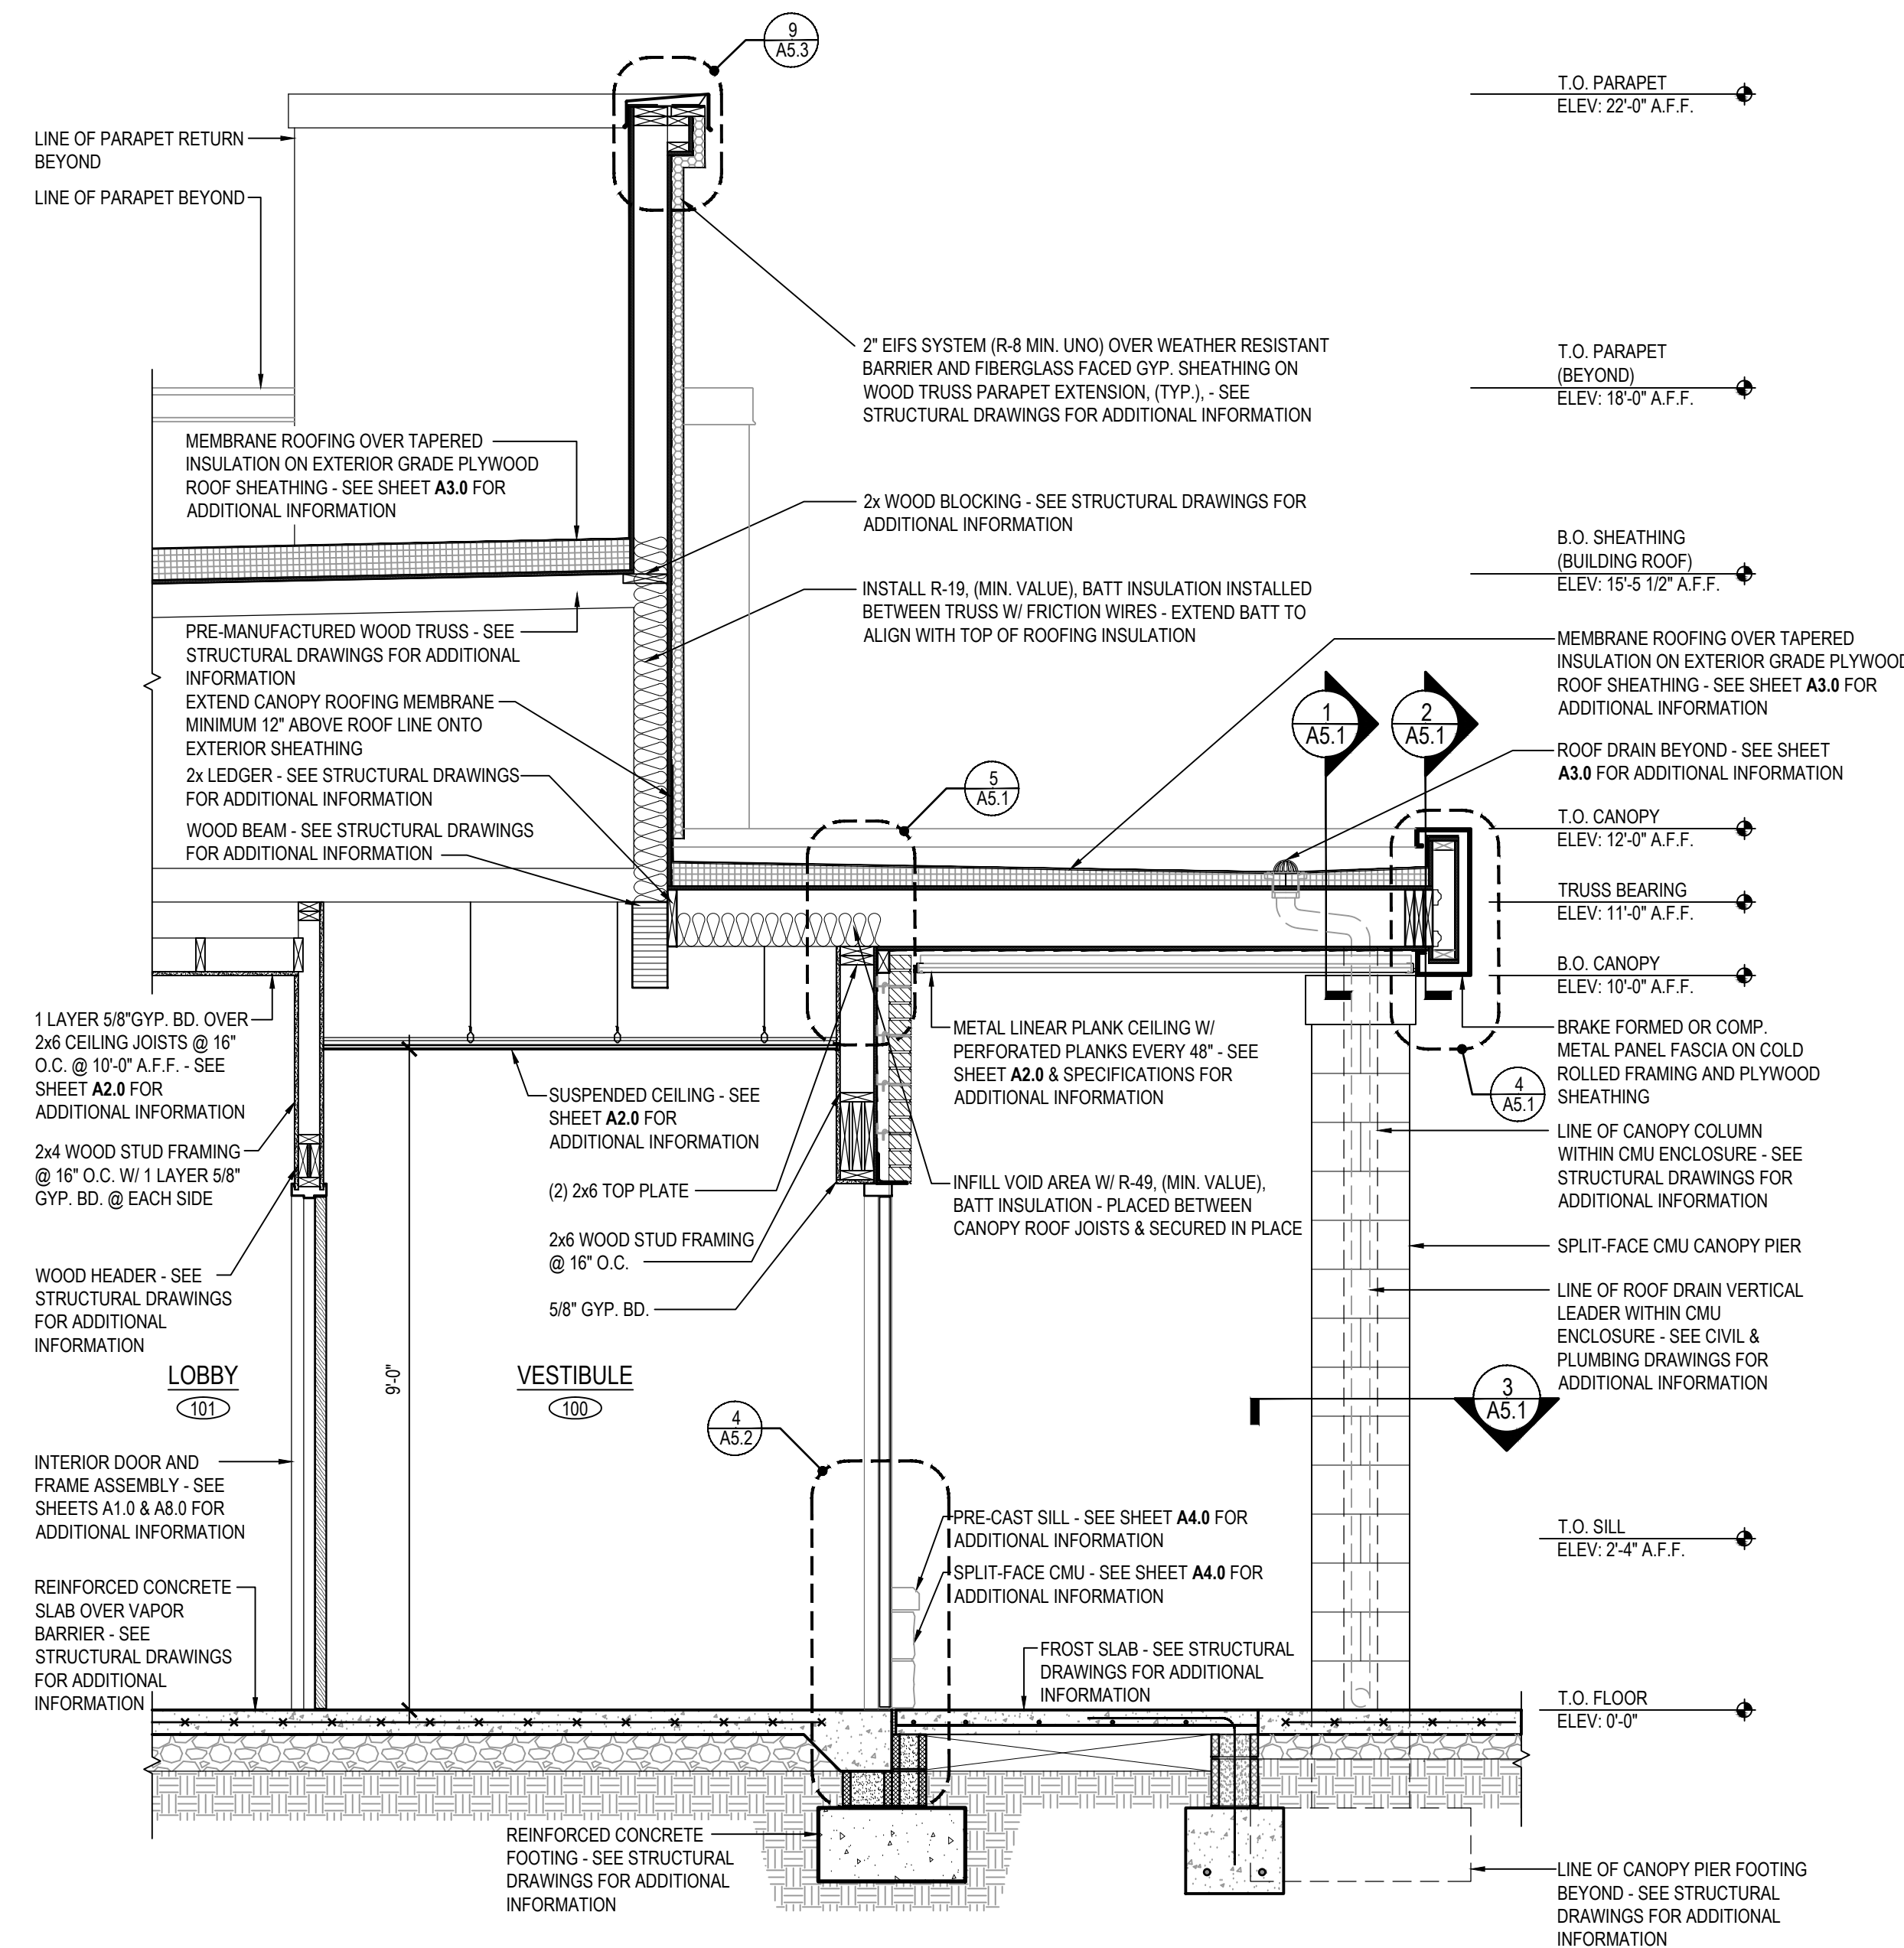 9
A5.3
T.O. PARAPET
ELEV: 22'-0" A.F.F.
LINE OF PARAPET RETURN
BEYOND
LINE OF PARAPET BEYOND
2" EIFS SYSTEM (R-8 MIN. UNO) OVER WEATHER RESISTANT
BARRIER AND FIBERGLASS FACED GYP. SHEATHING ON
WOOD TRUSS PARAPET EXTENSION, (TYP.), - SEE
STRUCTURAL DRAWINGS FOR ADDITIONAL INFORMATION
T.O. PARAPET
(BEYOND)
ELEV: 18'-0" A.F.F.
MEMBRANE ROOFING OVER TAPERED
INSULATION ON EXTERIOR GRADE PLYWOOD
ROOF SHEATHING - SEE SHEET A3.0 FOR
ADDITIONAL INFORMATION
2x WOOD BLOCKING - SEE STRUCTURAL DRAWINGS FOR
ADDITIONAL INFORMATION
B.O. SHEATHING
(BUILDING ROOF)
ELEV: 15'-5 1/2" A.F.F.
INSTALL R-19, (MIN. VALUE), BATT INSULATION INSTALLED
BETWEEN TRUSS W/ FRICTION WIRES - EXTEND BATT TO
ALIGN WITH TOP OF ROOFING INSULATION
PRE-MANUFACTURED WOOD TRUSS - SEE
STRUCTURAL DRAWINGS FOR ADDITIONAL
INFORMATION
EXTEND CANOPY ROOFING MEMBRANE
MINIMUM 12" ABOVE ROOF LINE ONTO
EXTERIOR SHEATHING
2x LEDGER - SEE STRUCTURAL DRAWINGS
FOR ADDITIONAL INFORMATION
WOOD BEAM - SEE STRUCTURAL DRAWINGS
FOR ADDITIONAL INFORMATION
MEMBRANE ROOFING OVER TAPERED
INSULATION ON EXTERIOR GRADE PLYWOOD
ROOF SHEATHING - SEE SHEET A3.0 FOR
ADDITIONAL INFORMATION
1
A5.1
2
A5.1
ROOF DRAIN BEYOND - SEE SHEET
A3.0 FOR ADDITIONAL INFORMATION
5
A5.1
T.O. CANOPY
ELEV: 12'-0" A.F.F.
TRUSS BEARING
ELEV: 11'-0" A.F.F.
B.O. CANOPY
ELEV: 10'-0" A.F.F.
1 LAYER 5/8"GYP. BD. OVER
2x6 CEILING JOISTS @ 16"
O.C. @ 10'-0" A.F.F. - SEE
SHEET A2.0 FOR
ADDITIONAL INFORMATION
2x4 WOOD STUD FRAMING
@ 16" O.C. W/ 1 LAYER 5/8"
GYP. BD. @ EACH SIDE
WOOD HEADER - SEE
STRUCTURAL DRAWINGS
FOR ADDITIONAL
INFORMATION
SUSPENDED CEILING - SEE
SHEET A2.0 FOR
ADDITIONAL INFORMATION
(2) 2x6 TOP PLATE
2x6 WOOD STUD FRAMING
@ 16" O.C.
5/8" GYP. BD.
METAL LINEAR PLANK CEILING W/
PERFORATED PLANKS EVERY 48" - SEE
SHEET A2.0 & SPECIFICATIONS FOR
ADDITIONAL INFORMATION
INFILL VOID AREA W/ R-49, (MIN. VALUE),
BATT INSULATION - PLACED BETWEEN
CANOPY ROOF JOISTS & SECURED IN PLACE
BRAKE FORMED OR COMP.
METAL PANEL FASCIA ON COLD
ROLLED FRAMING AND PLYWOOD
SHEATHING
4
A5.1
LINE OF CANOPY COLUMN
WITHIN CMU ENCLOSURE - SEE
STRUCTURAL DRAWINGS FOR
ADDITIONAL INFORMATION
SPLIT-FACE CMU CANOPY PIER
LINE OF ROOF DRAIN VERTICAL
LEADER WITHIN CMU
ENCLOSURE - SEE CIVIL &
PLUMBING DRAWINGS FOR
ADDITIONAL INFORMATION
LOBBY
101
9'-0"
VESTIBULE
100
3
A5.1
4
A5.2
INTERIOR DOOR AND
FRAME ASSEMBLY - SEE
SHEETS A1.0 & A8.0 FOR
ADDITIONAL INFORMATION
PRE-CAST SILL - SEE SHEET A4.0 FOR
ADDITIONAL INFORMATION
SPLIT-FACE CMU - SEE SHEET A4.0 FOR
ADDITIONAL INFORMATION
T.O. SILL
ELEV: 2'-4" A.F.F.
REINFORCED CONCRETE
SLAB OVER VAPOR
BARRIER - SEE
STRUCTURAL DRAWINGS
FOR ADDITIONAL
INFORMATION
FROST SLAB - SEE STRUCTURAL
DRAWINGS FOR ADDITIONAL
INFORMATION
T.O. FLOOR
ELEV: 0'-0"
REINFORCED CONCRETE
FOOTING - SEE STRUCTURAL
DRAWINGS FOR ADDITIONAL
INFORMATION
LINE OF CANOPY PIER FOOTING
BEYOND - SEE STRUCTURAL
DRAWINGS FOR ADDITIONAL
INFORMATION